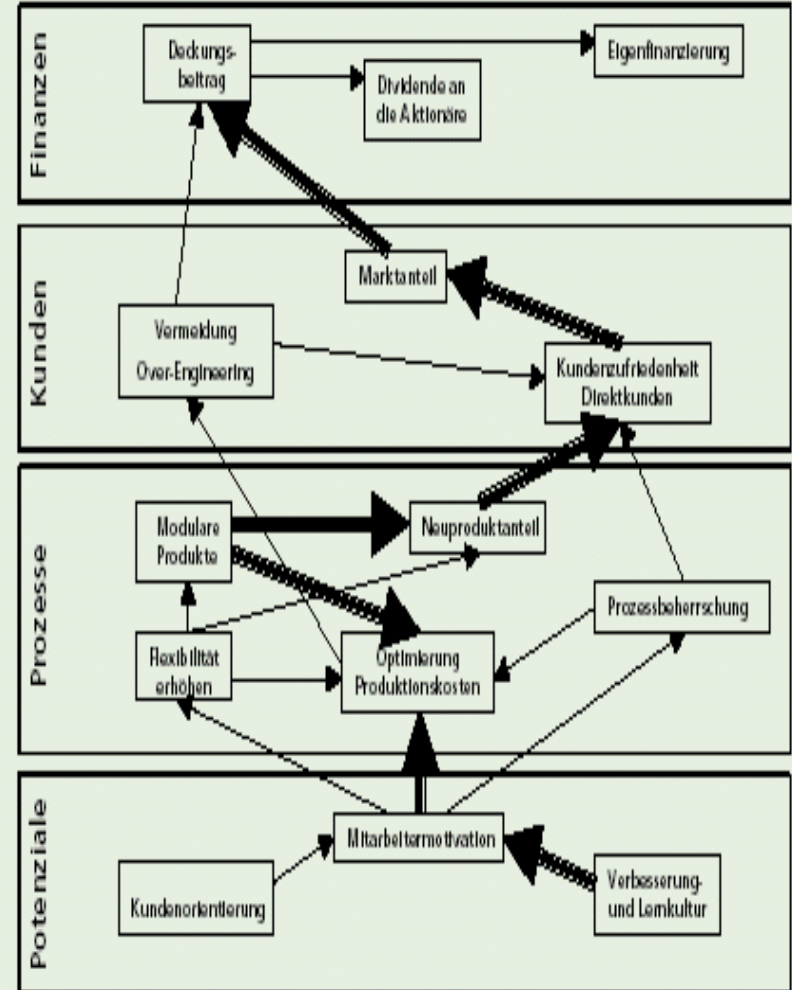 Finanzen
Deckungs-
beitrag
Eigenfinanzierung
Dividende an
die Aktionäre
Kunden
Marktanteil
Vermeidung
Over-Engineering
Kundenzufriedenheit
Direktkunden
Prozesse
Modulare
Produkte
Neuproduktanteil
Prozessbeherrschung
Flexibilität
erhöhen
Optimierung
Produktionskosten
Potenziale
Mitarbeitermotivation
Kundenorientierung
Verbesserung-
und Lernkultur